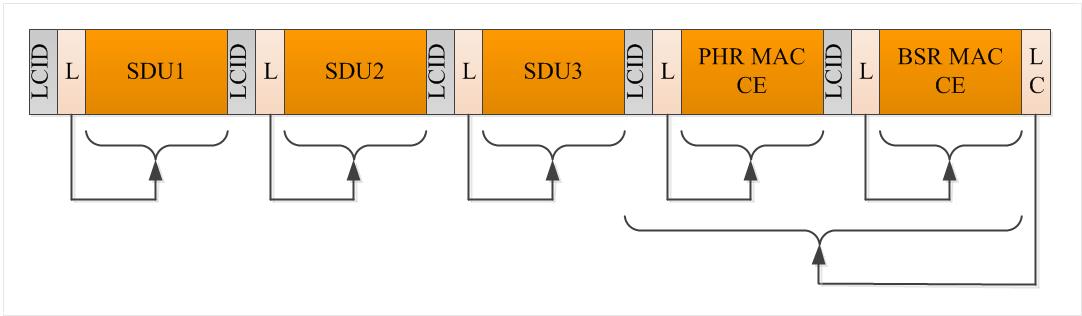 LCID
L
SDU1
LCID
L
SDU2
LCID
L
SDU3
LCID
L
PHR MAC
CE
LCID
L
BSR MAC
CE
L
C